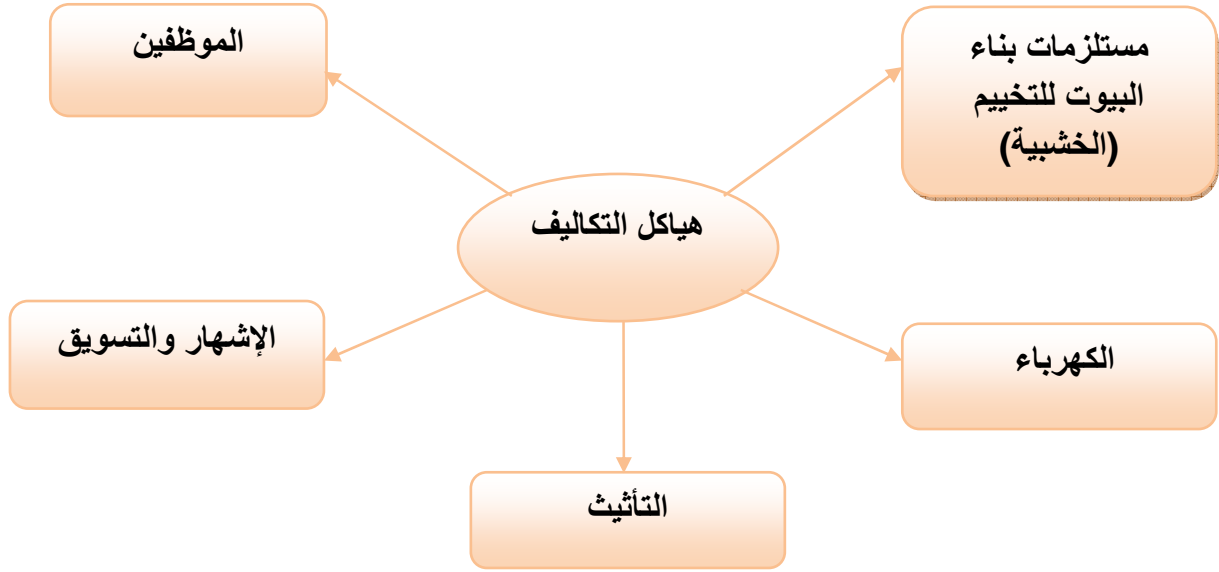 مستلزمات بناء
البيوت للتخييم
(الخشبية)
الموظفين
هياكل التكاليف
الإشهار والتسويق
الكهرباء
التأثيث